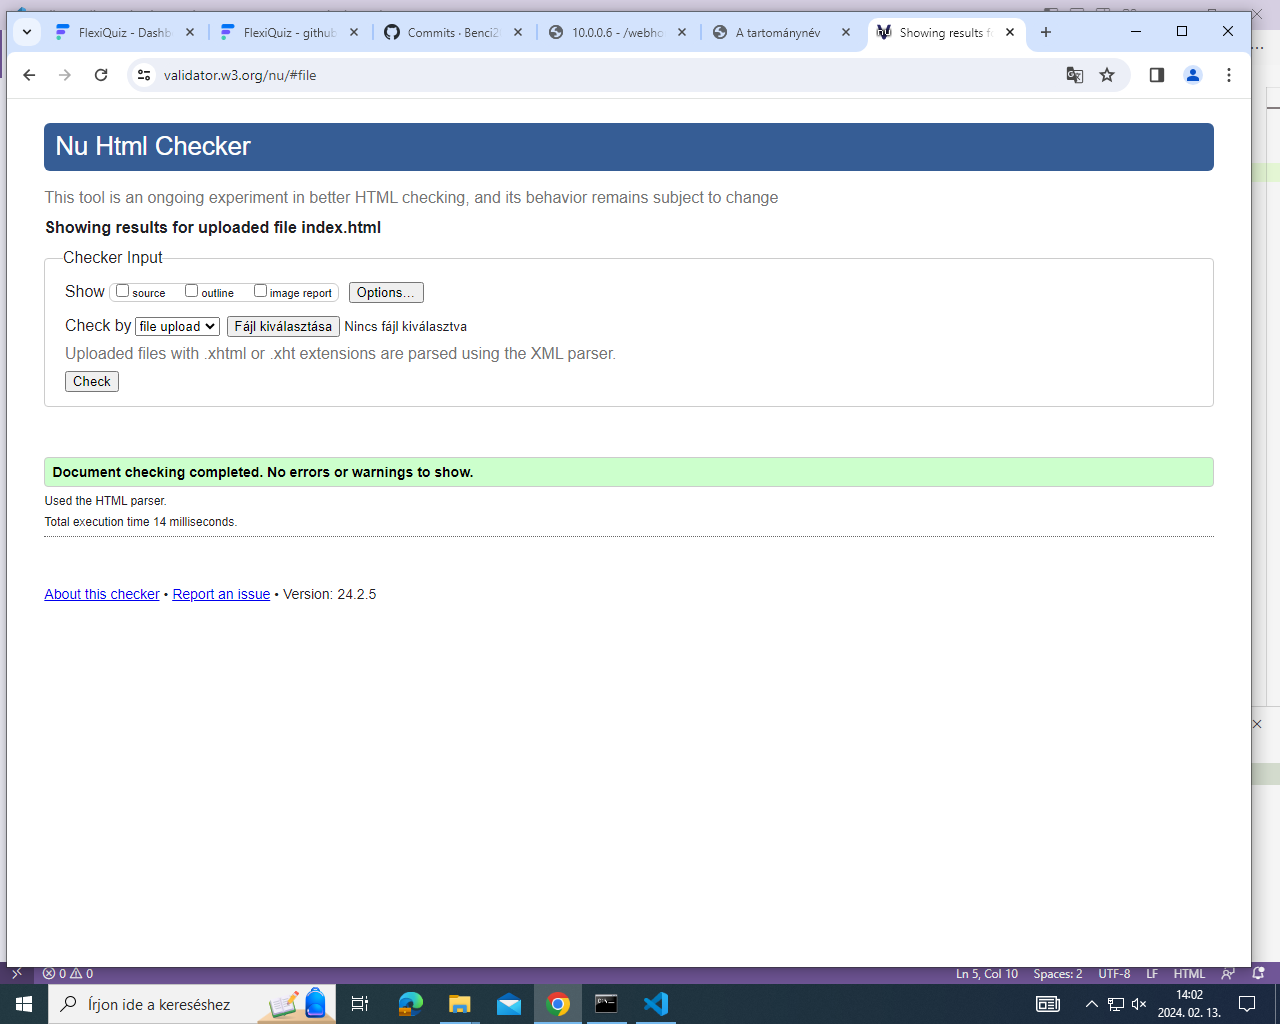 FlexiQuiz - Dashb
FlexiQuiz - github
Commits · Benci2
10.0.0.6 - /webho
A tartománynév
Showing results fo
validator.w3.org/nu/#file
Nu Html Checker
This tool is an ongoing experiment in better HTML checking, and its behavior remains subject to change
Showing results for uploaded file index.html
Checker Input
Show source outline image report Options...
Check by file upload Fájl kiválasztása Nincs fájl kiválasztva
Uploaded files with .xhtml or .xht extensions are parsed using the XML parser.
Check
Document checking completed. No errors or warnings to show.
Used the HTML parser.
Total execution time 14 milliseconds.
About this checker • Report an issue • Version: 24.2.5
0 0 Ln 5, Col 10 Spaces: 2 UTF-8 LF HTML
Írjon ide a kereséshez
14:02
2024. 02. 13.